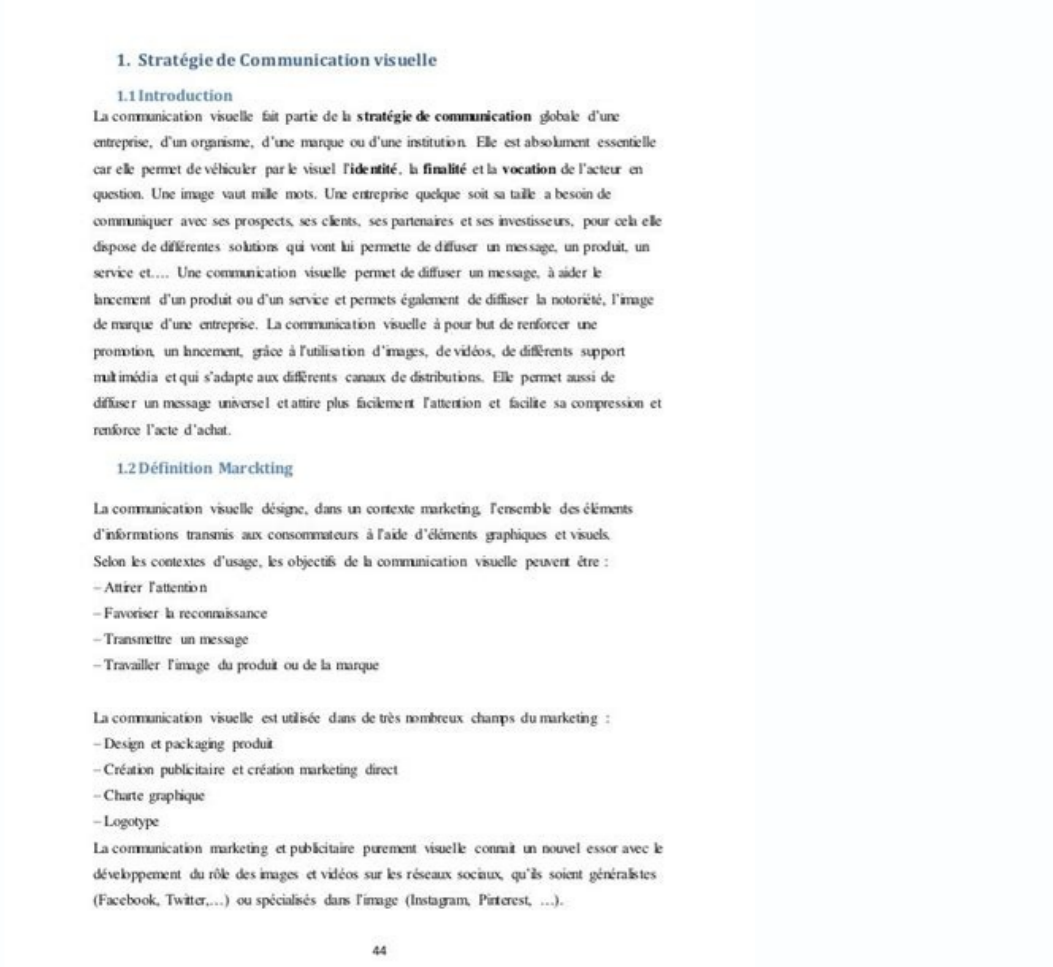 1. Stratégie de Communication visuelle
1.1 Introduction
La communication visuelle fait partie de la stratégie de communication globale d'une
entreprise, d'un organisme, d'une marque ou d'une institution. Elle est absolument essentielle
car elle permet de véhiculer par le visuel l'identité, la finalité et la vocation de l'acteur en
question. Une image vaut mille mots. Une entreprise quelque soit sa taille a besoin de
communiquer avec ses prospects, ses clients, ses partenaires et ses investisseurs, pour cela elle
dispose de différentes solutions qui vont lui permette de diffuser un message, un produit, un
service et.... Une communication visuelle permet de diffuser un message, à aider le
lancement d'un produit ou d'un service et permets également de diffuser la notoriété, l'image
de marque d'une entreprise. La communication visuelle à pour but de renforcer une
promotion, un lancement, grâce à l'utilisation d'images, de vidéos, de différents support
multimédia et qui s'adapte aux différents canaux de distributions. Elle permet aussi de
diffuser un message universel et attire plus facilement l'attention et facilite sa compression et
renforce l'acte d'achat.
1.2 Définition Marckting
La communication visuelle désigne, dans un contexte marketing, l'ensemble des éléments
d'informations transmis aux consommateurs à l'aide d'éléments graphiques et visuels.
Selon les contextes d'usage, les objectifs de la communication visuelle peuvent être :
– Attirer l'attention
– Favoriser la reconnaissance
– Transmettre un message
– Travailler l'image du produit ou de la marque
La communication visuelle est utilisée dans de très nombreux champs du marketing :
– Design et packaging produit
– Création publicitaire et création marketing direct
– Charte graphique
– Logotype
La communication marketing et publicitaire purement visuelle connait un nouvel essor avec le
développement du rôle des images et vidéos sur les réseaux sociaux, qu'ils soient généralistes
(Facebook, Twitter,...) ou spécialisés dans l'image (Instagram, Pinterest, ...).
44